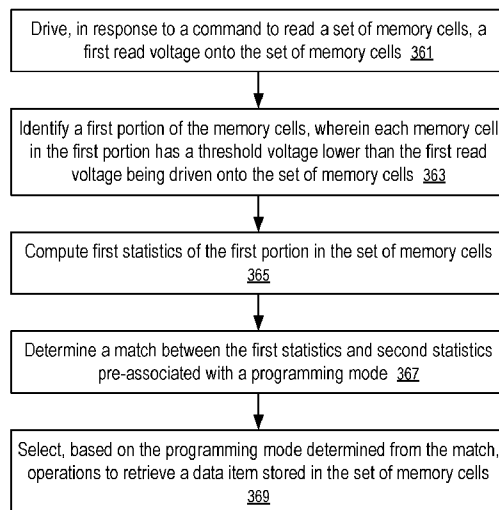 Drive, in response to a command to read a set of memory cells, a
first read voltage onto the set of memory cells 361
Identify a first portion of the memory cells, wherein each memory cell
in the first portion has a threshold voltage lower than the first read
voltage being driven onto the set of memory cells 363
Compute first statistics of the first portion in the set of memory cells
365
Determine a match between the first statistics and second statistics
pre-associated with a programming mode 367
Select, based on the programming mode determined from the match,
operations to retrieve a data item stored in the set of memory cells
369